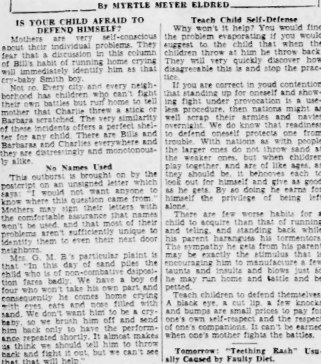 By MYRTLE MEYER ELDRED
IS YOUR CHILD AFRAID TO
DEFEND HIMSELF?
Mothers are very self-conscious
about their individual problems. They
fear that a discussion in this column
of Bill's habit of running home crying
will immediately identify him as that
cry-baby Smith boy.
Not so. Every city and every neigh-
borhood has children who can't fight
their own battles but run home to tell
mother that Charlie threw a stick or
Barbara scratched. The very similarity
of these incidents offers a perfect shel-
ter for any child. There are Bills and
Barbaras and Charlies everywhere and
they are distressingly and monotonous-
ly alike.
No Names Used
This outburst is brought on by the
postscript on an unsigned letter which
says: "I would not want anyone to
know where this question came from."
Mothers may sign their letters with
the comfortable assurance that names
won't be used, and that most of their
problems aren't sufficiently unique to
identify them to even their next door
neighbors.
Mrs. G. M. B's particular plaint is
that "In this day of sand piles the
child who is of non-combative disposi-
tion fares badly. We have a boy of
four who won't take his own part, and
consequently he comes home crying
with eyes, ears and nose filled with
sand. We don't want him to be a cry-
baby, so we brush him off and send
him back only to have the perform-
ance repeated shortly. It almost makes
us think we should tell him to throw
back and fight it out, but we can't see
that that will help."
Teach Child Self-Defense
Why won't it help? You would find
the problem evaporating if you would
suggest to the child that when the
children throw at him he throw back.
They will very quickly discover how
disagreeable this is and stop the prac-
tice.
If you are correct in your contention
that standing up for oneself and show-
ing fight under provocation is a use-
less procedure, then nations might as
well scrap their armies and navies
overnight. We do know that readiness
to defend oneself protects one from
trouble. With nations as with people
the larger ones do not throw sand at
the weaker ones, but when children
play together, and are of like ages, as
they should be, it behooves each to
look out for himself and give as good
as he gets. By so doing he earns for
himself the privilege of being left
alone.
There are few worse habits for a
child to acquire than that of running
and telling, and standing back while
his parent harangues his tormentors.
The sympathy he gets from his parent
may be exactly the stimulus that is
encouraging him to manufacture a few
taunts and insults and blows just so
he may run home and tattle and be
petted.
Teach children to defend themselves.
A black eye, a cut lip, a few knocks
and bumps are small prices to pay for
one's own self-respect and the respect
of one's companions. It can't be earned
when one's mother fights the battles.
Tomorrow: "Teething Rash" Usu-
ally Caused by Faulty Diet.